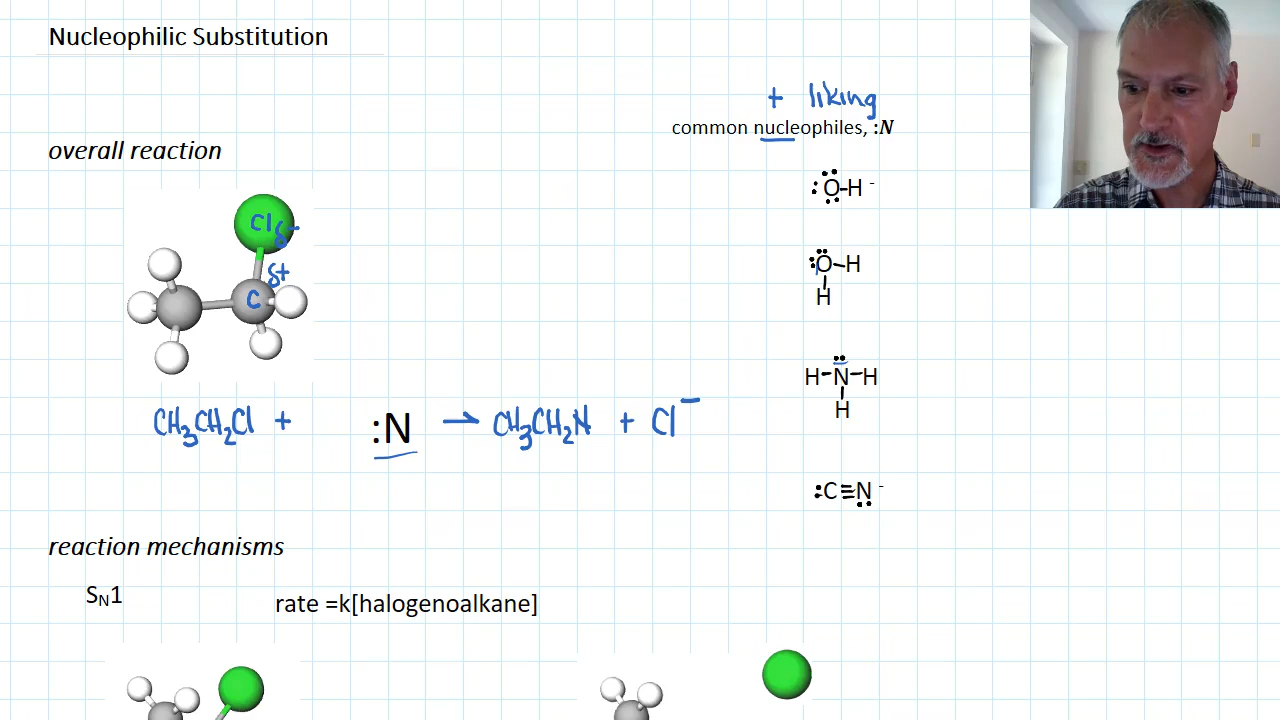 Nucleophilic Substitution
+ liking
common nucleophiles, :N
overall reaction
Cl δ-
δ+
C
:O-H -
:O-H
H
H-N-H
H
CH3CH2Cl + :N → CH3CH2N + Cl-
:C≡N: -
reaction mechanisms
SN1
rate =k[halogenoalkane]